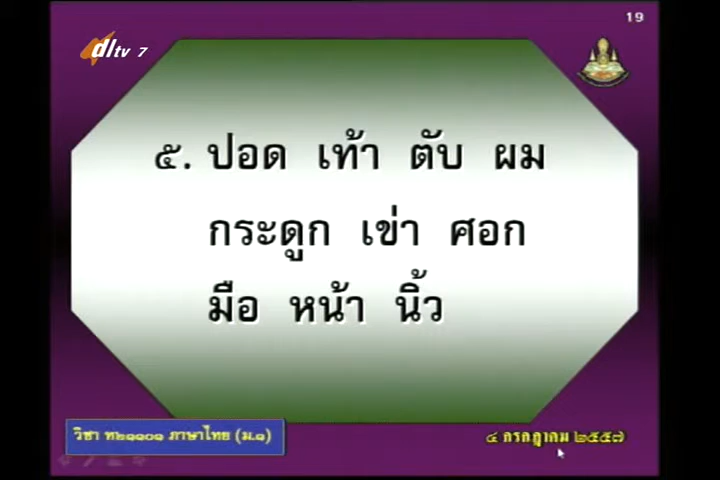 19
dltv 7
๕. ปอด เท้า ตับ ผม
กระดูก เข่า ศอก
มือ หน้า นิ้ว
วิชา ท๒๑๑๐๑ ภาษาไทย (ม.๑)
๔ กรกฎาคม ๒๕๕๗